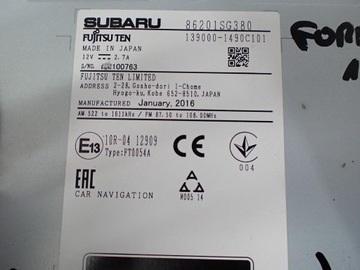 SUBARU 86201SG380
FUJITSU TEN 139000-1490C101
MADE IN JAPAN
12V ⎓ 2.7A
S/NO. 100763
FUJITSU TEN LIMITED
ADDRESS 2-28, Gosho-dori 1-Chome
Hyogo-ku, Kobe 652-8510, Japan
MANUFACTURED January, 2016
AM 522 to 1611kHz / FM 87.50 to 108.00MHz
E13 10R-04 12909
Type:FT0054A
CE
004
EAC
MD05 14
CAR NAVIGATION